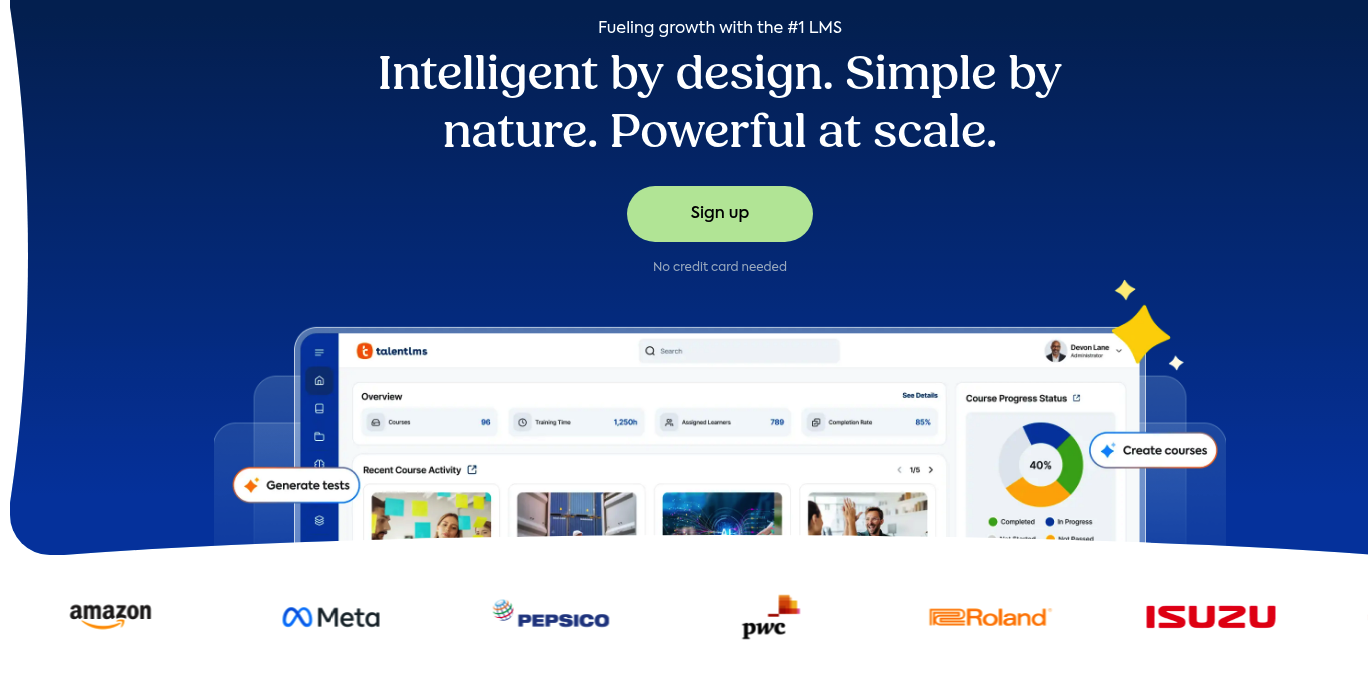 Fueling growth with the #1 LMS
Intelligent by design. Simple by
nature. Powerful at scale.
Sign up
No credit card needed
talentlms
Search
Devon Lane
Administrator
Overview
See Details
Courses 96
Training Time 1,250h
Assigned Learners 789
Completion Rate 85%
Course Progress Status
40%
Create courses
Recent Course Activity
1/5
Generate tests
AI
Completed
In Progress
Not Started
Not Passed
amazon
Meta
PEPSICO
pwc
Roland
ISUZU